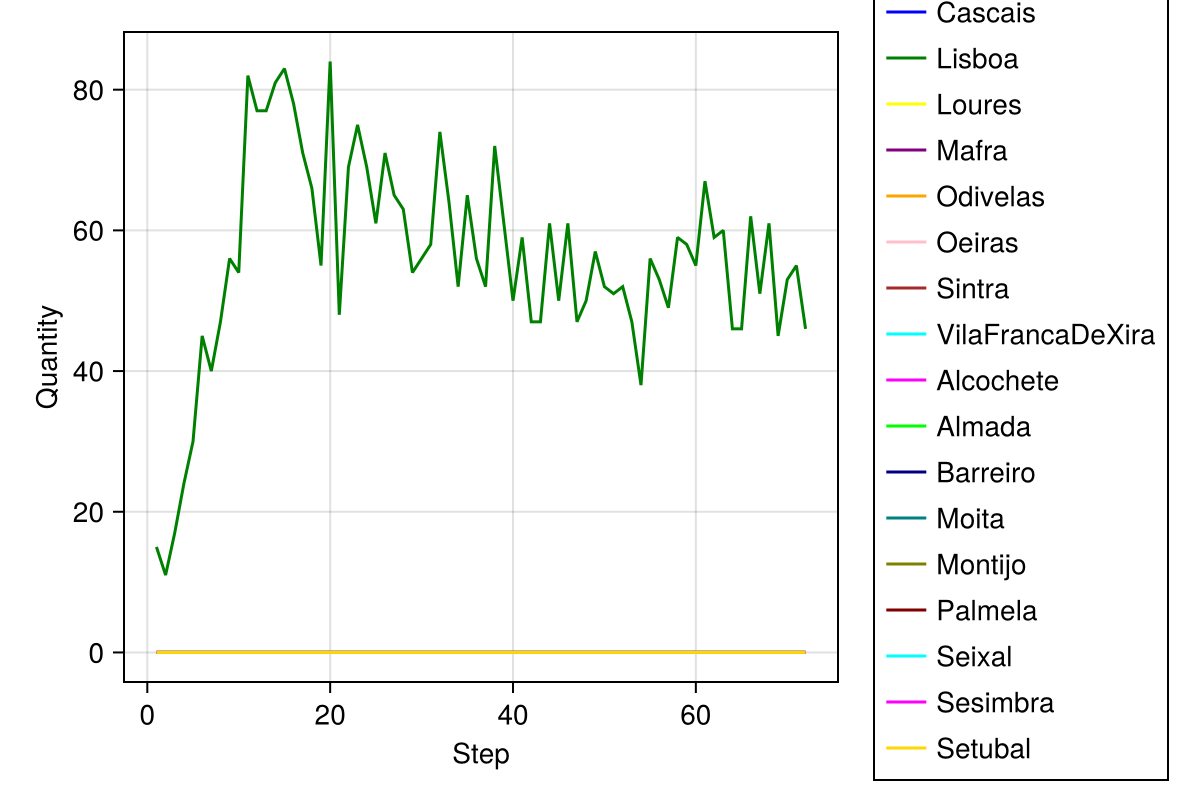 Quantity
80
60
40
20
0
0 20 40 60
Step
Cascais
Lisboa
Loures
Mafra
Odivelas
Oeiras
Sintra
VilaFrancaDeXira
Alcochete
Almada
Barreiro
Moita
Montijo
Palmela
Seixal
Sesimbra
Setubal